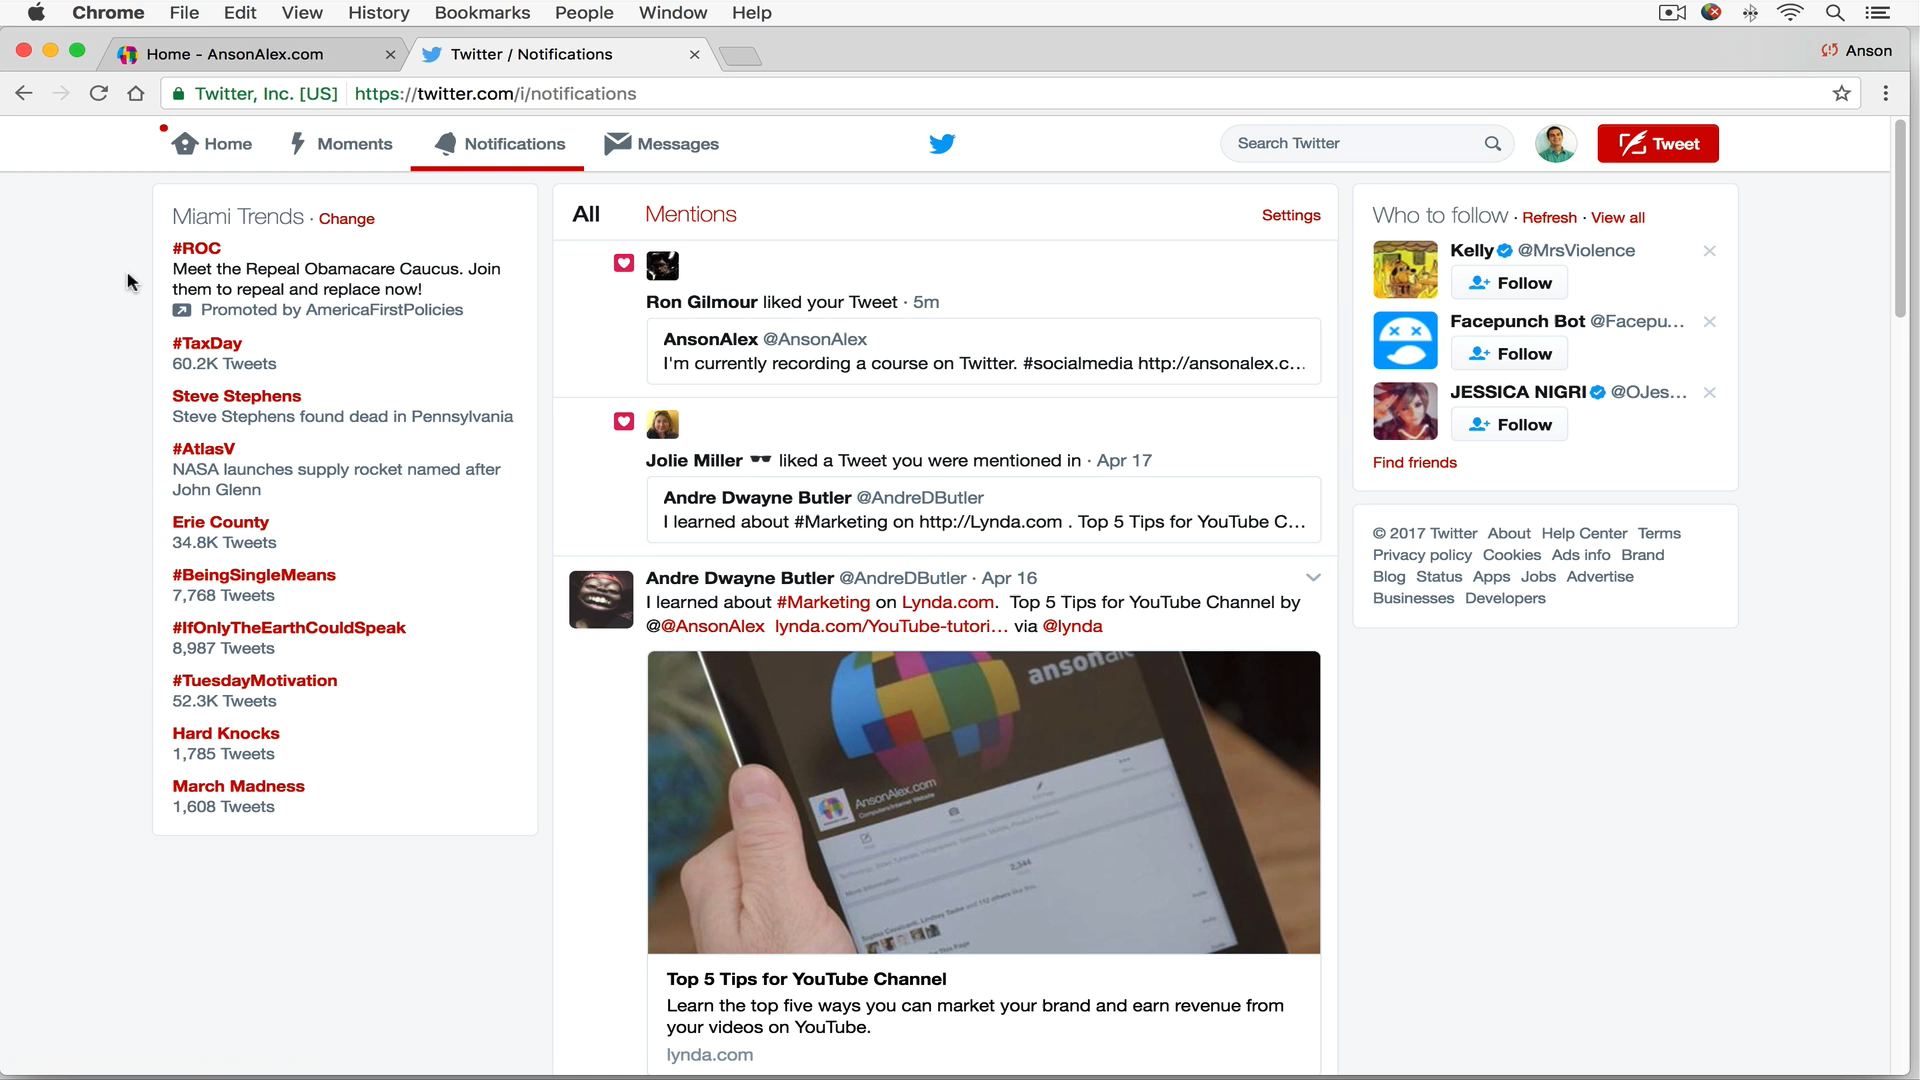 Chrome File Edit View History Bookmarks People Window Help
Home - AnsonAlex.com
Twitter / Notifications
Anson
Twitter, Inc. [US]
https://twitter.com/i/notifications
Home
Moments
Notifications
Messages
Search Twitter
Tweet
Miami Trends · Change
#ROC
Meet the Repeal Obamacare Caucus. Join
them to repeal and replace now!
Promoted by AmericaFirstPolicies
#TaxDay
60.2K Tweets
Steve Stephens
Steve Stephens found dead in Pennsylvania
#AtlasV
NASA launches supply rocket named after
John Glenn
Erie County
34.8K Tweets
#BeingSingleMeans
7,768 Tweets
#IfOnlyTheEarthCouldSpeak
8,987 Tweets
#TuesdayMotivation
52.3K Tweets
Hard Knocks
1,785 Tweets
March Madness
1,608 Tweets
All
Mentions
Settings
Ron Gilmour liked your Tweet · 5m
AnsonAlex @AnsonAlex
I'm currently recording a course on Twitter. #socialmedia http://ansonalex.c...
Jolie Miller 🕶 liked a Tweet you were mentioned in · Apr 17
Andre Dwayne Butler @AndreDButler
I learned about #Marketing on http://Lynda.com . Top 5 Tips for YouTube C...
Andre Dwayne Butler @AndreDButler · Apr 16
I learned about #Marketing on Lynda.com. Top 5 Tips for YouTube Channel by
@@AnsonAlex lynda.com/YouTube-tutori... via @lynda
AnsonAlex.com
Computers/Internet Website
More Information
2,344
Top 5 Tips for YouTube Channel
Learn the top five ways you can market your brand and earn revenue from
your videos on YouTube.
lynda.com
Who to follow · Refresh · View all
Kelly @MrsViolence
Follow
Facepunch Bot @Facepu...
Follow
JESSICA NIGRI @OJes...
Follow
Find friends
© 2017 Twitter About Help Center Terms
Privacy policy Cookies Ads info Brand
Blog Status Apps Jobs Advertise
Businesses Developers